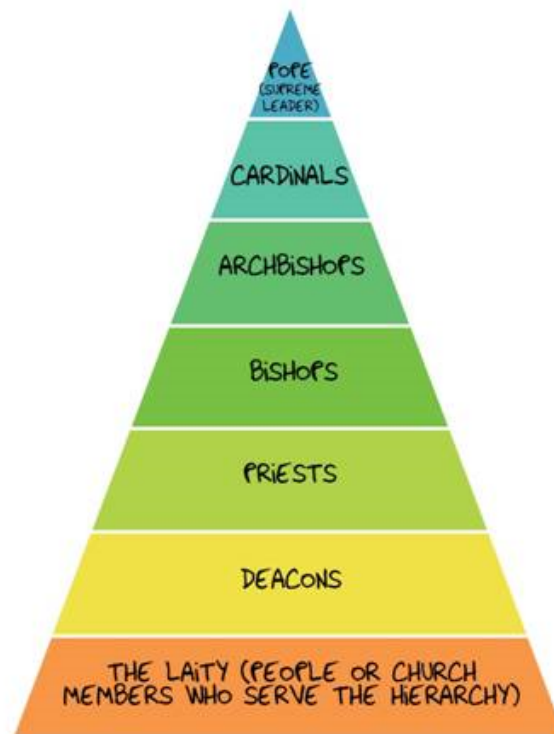 POPE
(SUPREME
LEADER)
CARDiNALS
ARCHBiSHOPS
BiSHOPS
PRiESTS
DEACONS
THE LAiTY (PEOPLE OR CHURCH
MEMBERS WHO SERVE THE HiERARCHY)